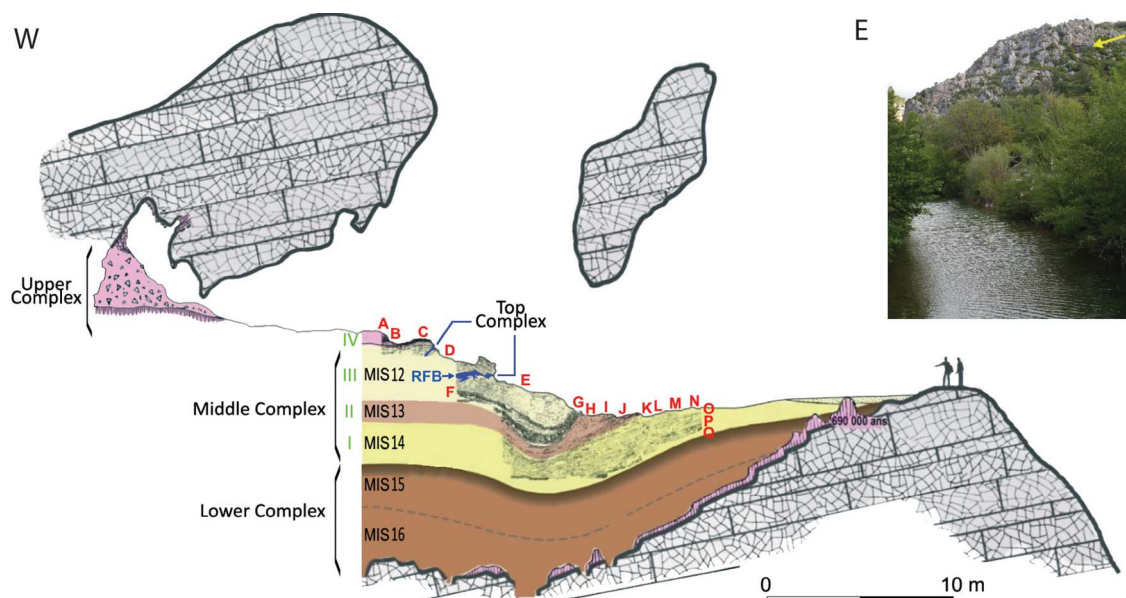 W
E
Upper
Complex
Top
Complex
A
B
C
D
E
F
G
H
I
J
K
L
M
N
O
P
Q
IV
III
II
I
MIS12
RFB
MIS13
MIS14
MIS15
MIS16
Middle Complex
Lower Complex
690 000 ans
0
10 m